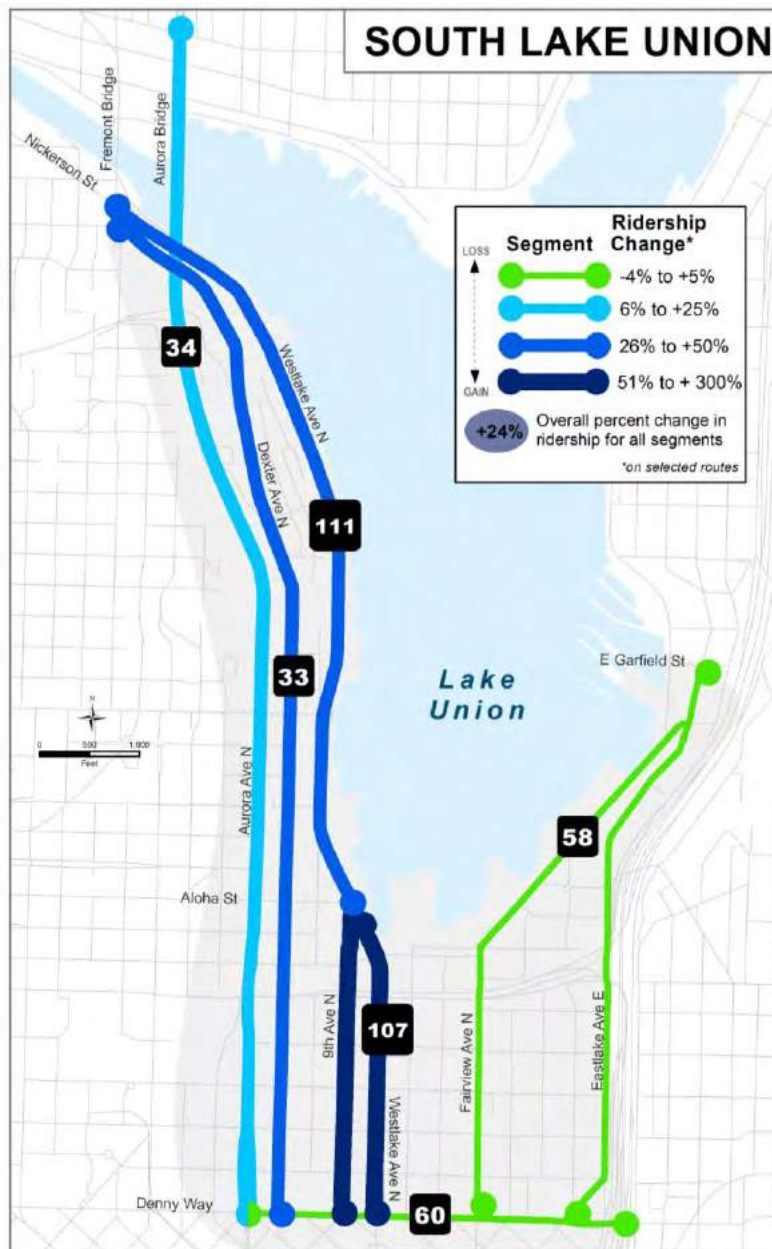 SOUTH LAKE UNION
Fremont Bridge
Aurora Bridge
Nickerson St
Segment
Ridership
Change*
LOSS
GAIN
-4% to +5%
6% to +25%
26% to +50%
51% to + 300%
+24%
Overall percent change in
ridership for all segments
*on selected routes
34
Westlake Ave N
Dexter Ave N
111
E Garfield St
33
Lake
Union
N
0 500 1,000
Feet
Aurora Ave N
58
Aloha St
9th Ave N
107
Fairview Ave N
Eastlake Ave E
Westlake Ave N
Denny Way
60